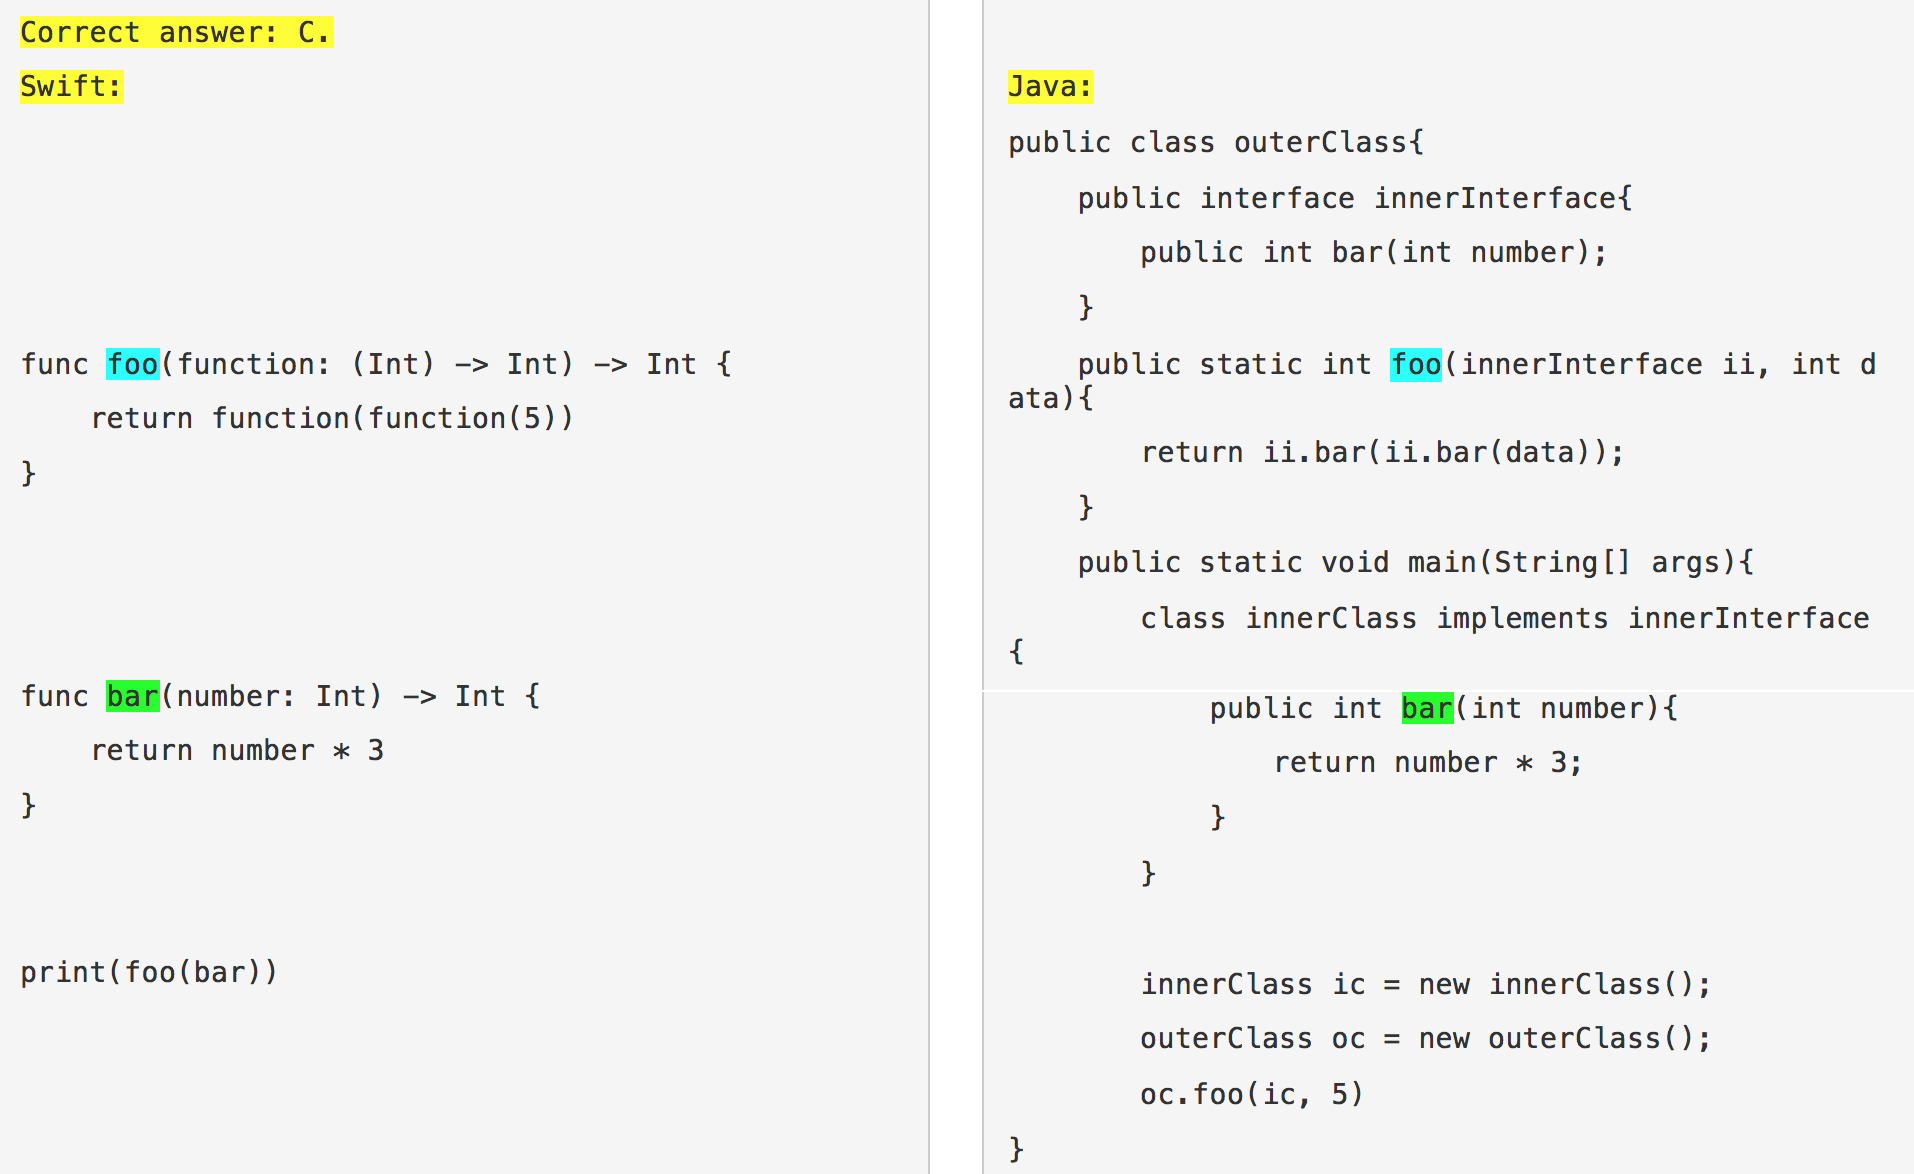 Correct answer: C.
Swift:
func foo(function: (Int) −> Int) −> Int {
    return function(function(5))
}
func bar(number: Int) −> Int {
    return number * 3
}
print(foo(bar))
Java:
public class outerClass{
    public interface innerInterface{
        public int bar(int number);
    }
    public static int foo(innerInterface ii, int d
ata){
        return ii.bar(ii.bar(data));
    }
    public static void main(String[] args){
        class innerClass implements innerInterface
{
            public int bar(int number){
                return number * 3;
            }
        }
        innerClass ic = new innerClass();
        outerClass oc = new outerClass();
        oc.foo(ic, 5)
}